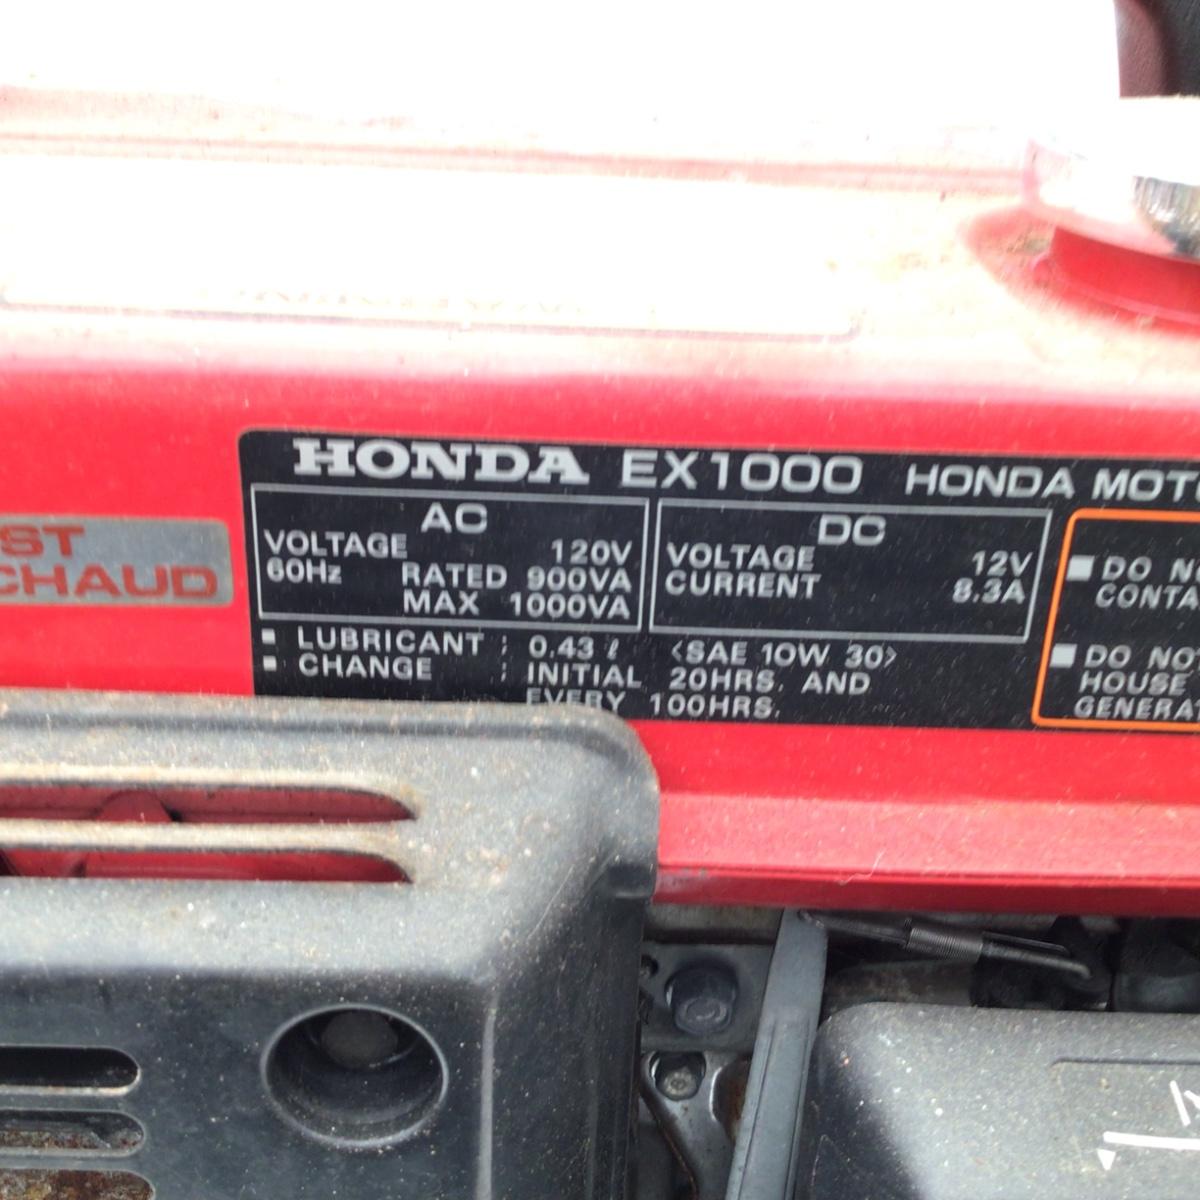 HONDA EX1000 HONDA MOTO
AC
VOLTAGE 120V
60Hz RATED 900VA
MAX 1000VA
DC
VOLTAGE 12V
CURRENT 8.3A
LUBRICANT : 0.43 ℓ <SAE 10W 30>
CHANGE : INITIAL 20HRS. AND
EVERY 100HRS.
DO NO
CONTA
DO NOT
HOUSE
GENERAT
ST
CHAUD